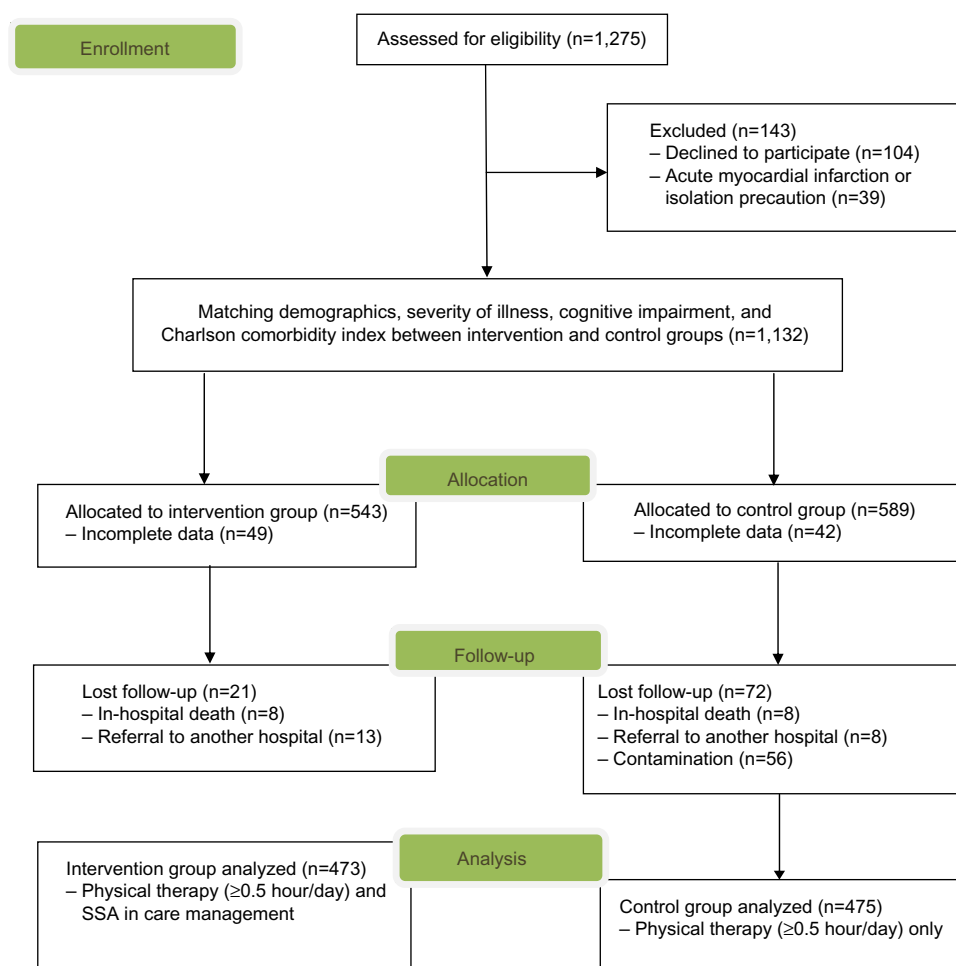 Enrollment
Assessed for eligibility (n=1,275)
Excluded (n=143)
– Declined to participate (n=104)
– Acute myocardial infarction or
isolation precaution (n=39)
Matching demographics, severity of illness, cognitive impairment, and
Charlson comorbidity index between intervention and control groups (n=1,132)
Allocation
Allocated to intervention group (n=543)
– Incomplete data (n=49)
Allocated to control group (n=589)
– Incomplete data (n=42)
Follow-up
Lost follow-up (n=21)
– In-hospital death (n=8)
– Referral to another hospital (n=13)
Lost follow-up (n=72)
– In-hospital death (n=8)
– Referral to another hospital (n=8)
– Contamination (n=56)
Analysis
Intervention group analyzed (n=473)
– Physical therapy (≥0.5 hour/day) and
SSA in care management
Control group analyzed (n=475)
– Physical therapy (≥0.5 hour/day) only